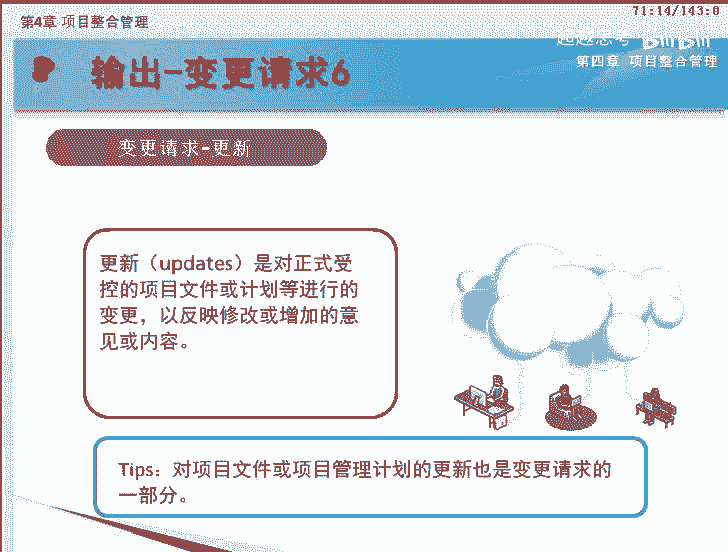 71:14/143:0
第4章 项目整合管理
第四章 项目整合管理
输出-变更请求6
变更请求-更新
更新（updates）是对正式受
控的项目文件或计划等进行的
变更，以反映修改或增加的意
见或内容。
Tips：对项目文件或项目管理计划的更新也是变更请求的
一部分。